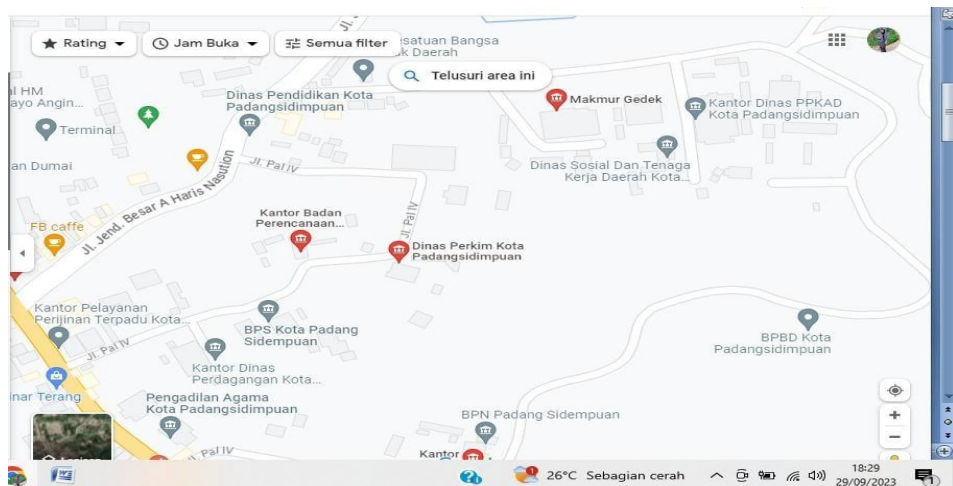 Rating
Jam Buka
Semua filter
esatuan Bangsa
k Daerah
Telusuri area ini
al HM
ayo Angin...
Terminal
Dinas Pendidikan Kota
Padangsidimpuan
Makmur Gedek
Kantor Dinas PPKAD
Kota Padangsidimpuan
an Dumai
Jl. Pal IV
Dinas Sosial Dan Tenaga
Kerja Daerah Kota...
Jl. Jend. Besar A Haris Nasution
Kantor Badan
Perencanaan...
Jl. Pal IV
FB caffe
Dinas Perkim Kota
Padangsidimpuan
Kantor Pelayanan
Perijinan Terpadu Kota...
BPS Kota Padang
Sidempuan
BPBD Kota
Padangsidimpuan
Jl. Pal IV
Kantor Dinas
Perdagangan Kota...
nar Terang
Pengadilan Agama
Kota Padangsidimpuan
BPN Padang Sidempuan
Pal IV
Kantor
26°C Sebagian cerah
18:29
29/09/2023